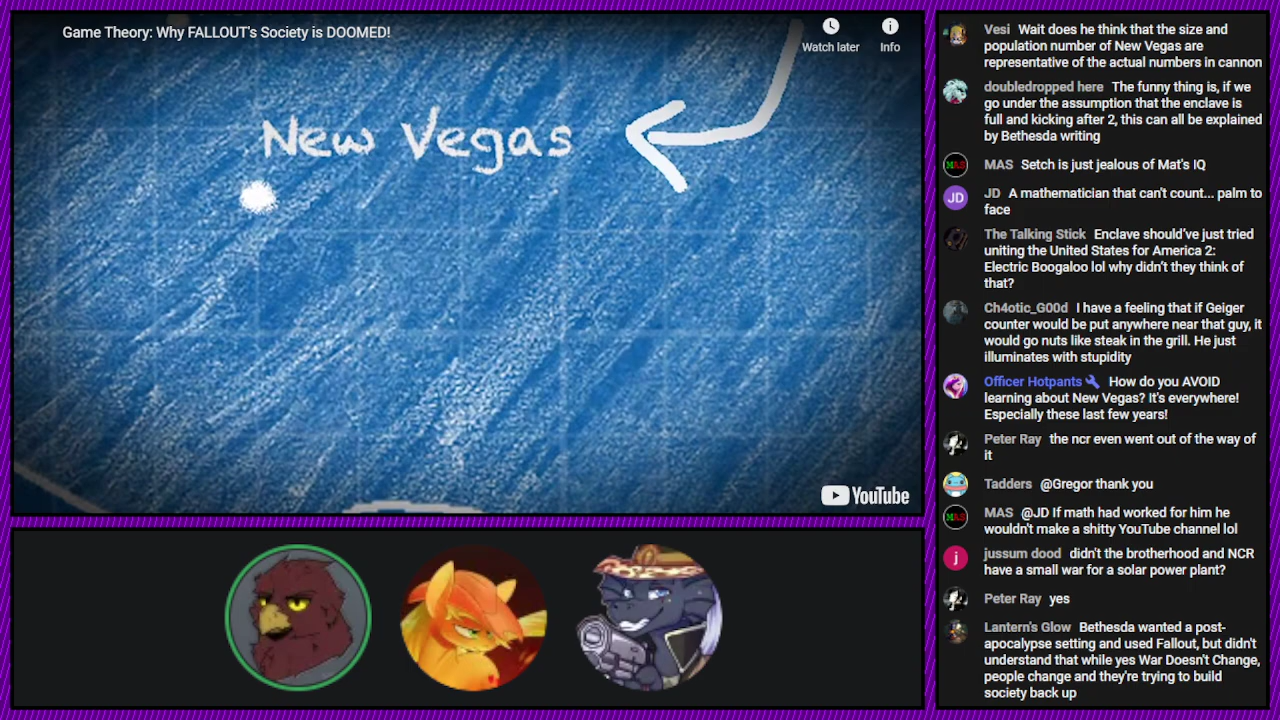 Game Theory: Why FALLOUT's Society is DOOMED!
Watch later
Info
New Vegas
YouTube
Vesi Wait does he think that the size and
population number of New Vegas are
representative of the actual numbers in cannon
doubledropped here The funny thing is, if we
go under the assumption that the enclave is
full and kicking after 2, this can all be explained
by Bethesda writing
MAS
MAS Setch is just jealous of Mat's IQ
JD
JD A mathematician that can't count... palm to
face
The Talking Stick Enclave should've just tried
uniting the United States for America 2:
Electric Boogaloo lol why didn't they think of
that?
Ch4otic_G00d I have a feeling that if Geiger
counter would be put anywhere near that guy, it
would go nuts like steak in the grill. He just
illuminates with stupidity
Officer Hotpants How do you AVOID
learning about New Vegas? It's everywhere!
Especially these last few years!
Peter Ray the ncr even went out of the way of
it
Tadders @Gregor thank you
MAS
MAS @JD If math had worked for him he
wouldn't make a shitty YouTube channel lol
j
jussum dood didn't the brotherhood and NCR
have a small war for a solar power plant?
Peter Ray yes
Lantern's Glow Bethesda wanted a post-
apocalypse setting and used Fallout, but didn't
understand that while yes War Doesn't Change,
people change and they're trying to build
society back up